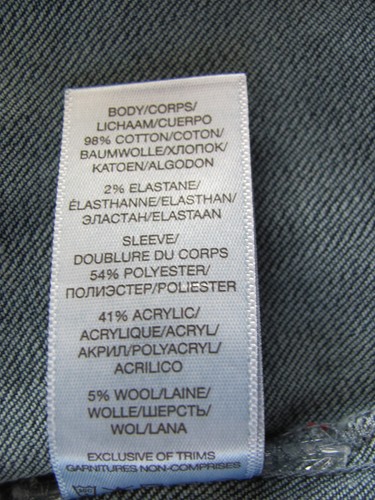 BODY/CORPS/
LICHAAM/CUERPO
98% COTTON/COTON/
BAUMWOLLE/ХЛОПОК/
KATOEN/ALGODON
2% ELASTANE/
ÉLASTHANNE/ELASTHAN/
ЭЛАСТАН/ELASTAAN
SLEEVE/
DOUBLURE DU CORPS
54% POLYESTER/
ПОЛИЭСТЕР/POLIESTER
41% ACRYLIC/
ACRYLIQUE/ACRYL/
АКРИЛ/POLYACRYL/
ACRILICO
5% WOOL/LAINE/
WOLLE/ШЕРСТЬ/
WOL/LANA
EXCLUSIVE OF TRIMS
GARNITURES NON-COMPRISES